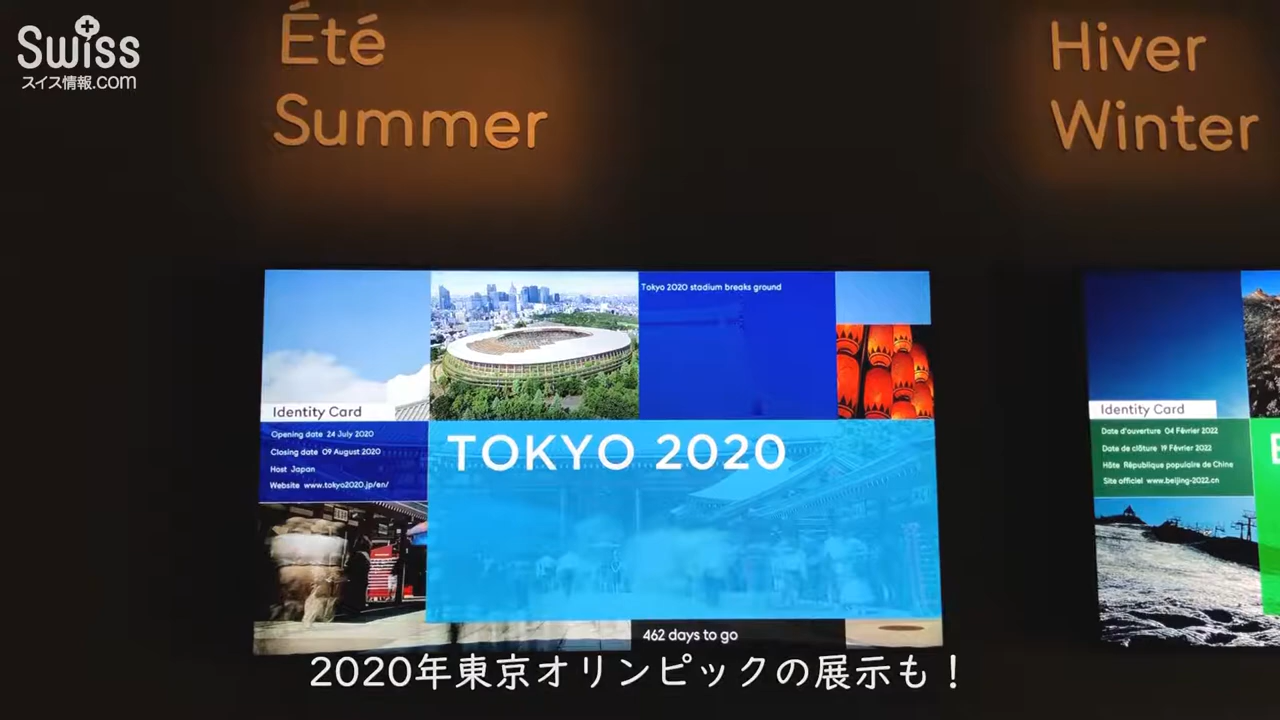 Swiss
スイス情報.com
Été
Summer
Hiver
Winter
Tokyo 2020 stadium breaks ground
Identity Card
Opening date 24 July 2020
Closing date 09 August 2020
Host Japan
Website www.tokyo2020.jp/en/
TOKYO 2020
462 days to go
Identity Card
Date d'ouverture 04 Février 2022
Date de clôture 19 Février 2022
Hôte République populaire de Chine
Site officiel www.beijing-2022.cn
2020年東京オリンピックの展示も！